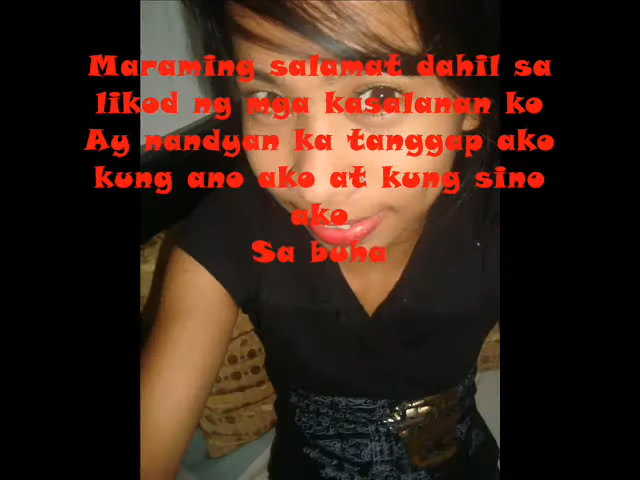 Maraming salamat dahil sa
likod ng mga kasalanan ko
Ay nandyan ka tanggap ako
kung ano ako at kung sino
ako
Sa buha